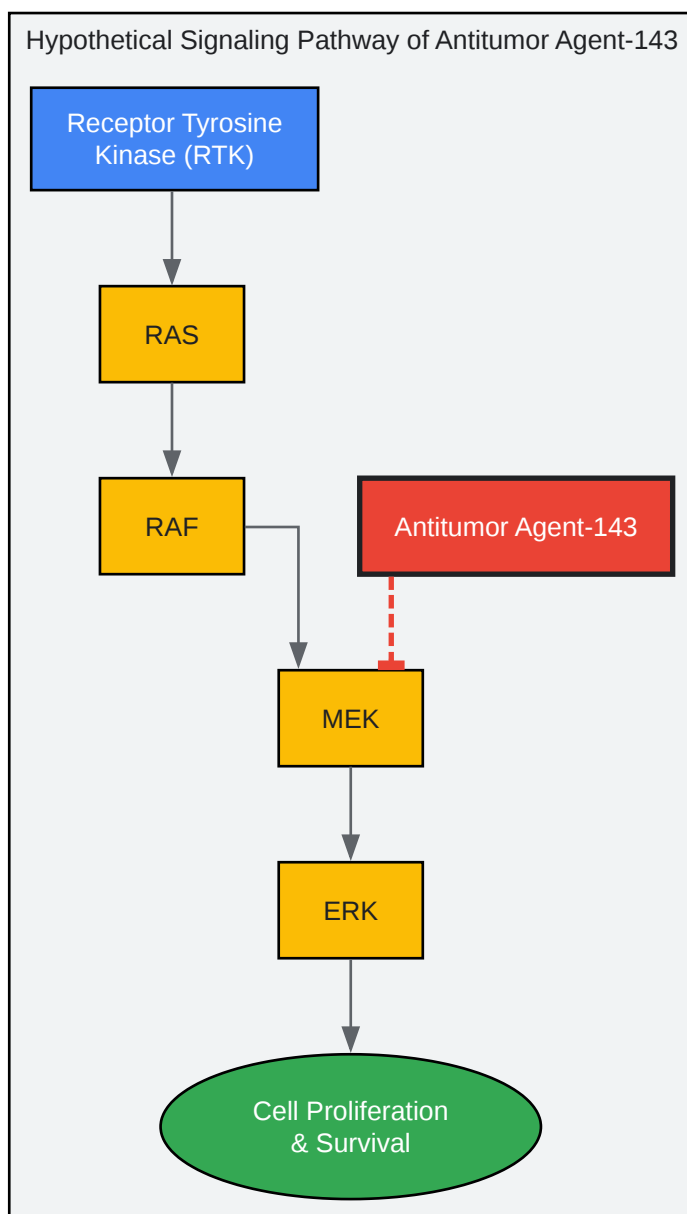 Hypothetical Signaling Pathway of Antitumor Agent-143
Receptor Tyrosine
Kinase (RTK)
RAS
RAF
Antitumor Agent-143
MEK
ERK
Cell Proliferation
& Survival